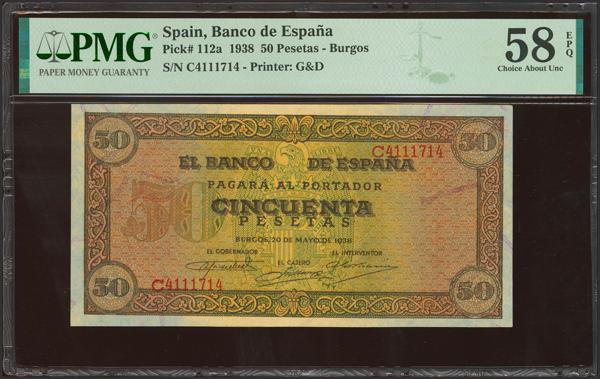 PMG
PAPER MONEY GUARANTY
Spain, Banco de España
Pick# 112a 1938 50 Pesetas - Burgos
S/N C4111714 - Printer: G&D
58 EPQ
Choice About Unc
50
50
C4111714
EL BANCO DE ESPAÑA
PAGARÁ AL PORTADOR
50
CINCUENTA
PESETAS
BURGOS, 20 DE MAYO DE 1938
EL GOBERNADOR
EL CAJERO
EL INTERVENTOR
C4111714
50
50